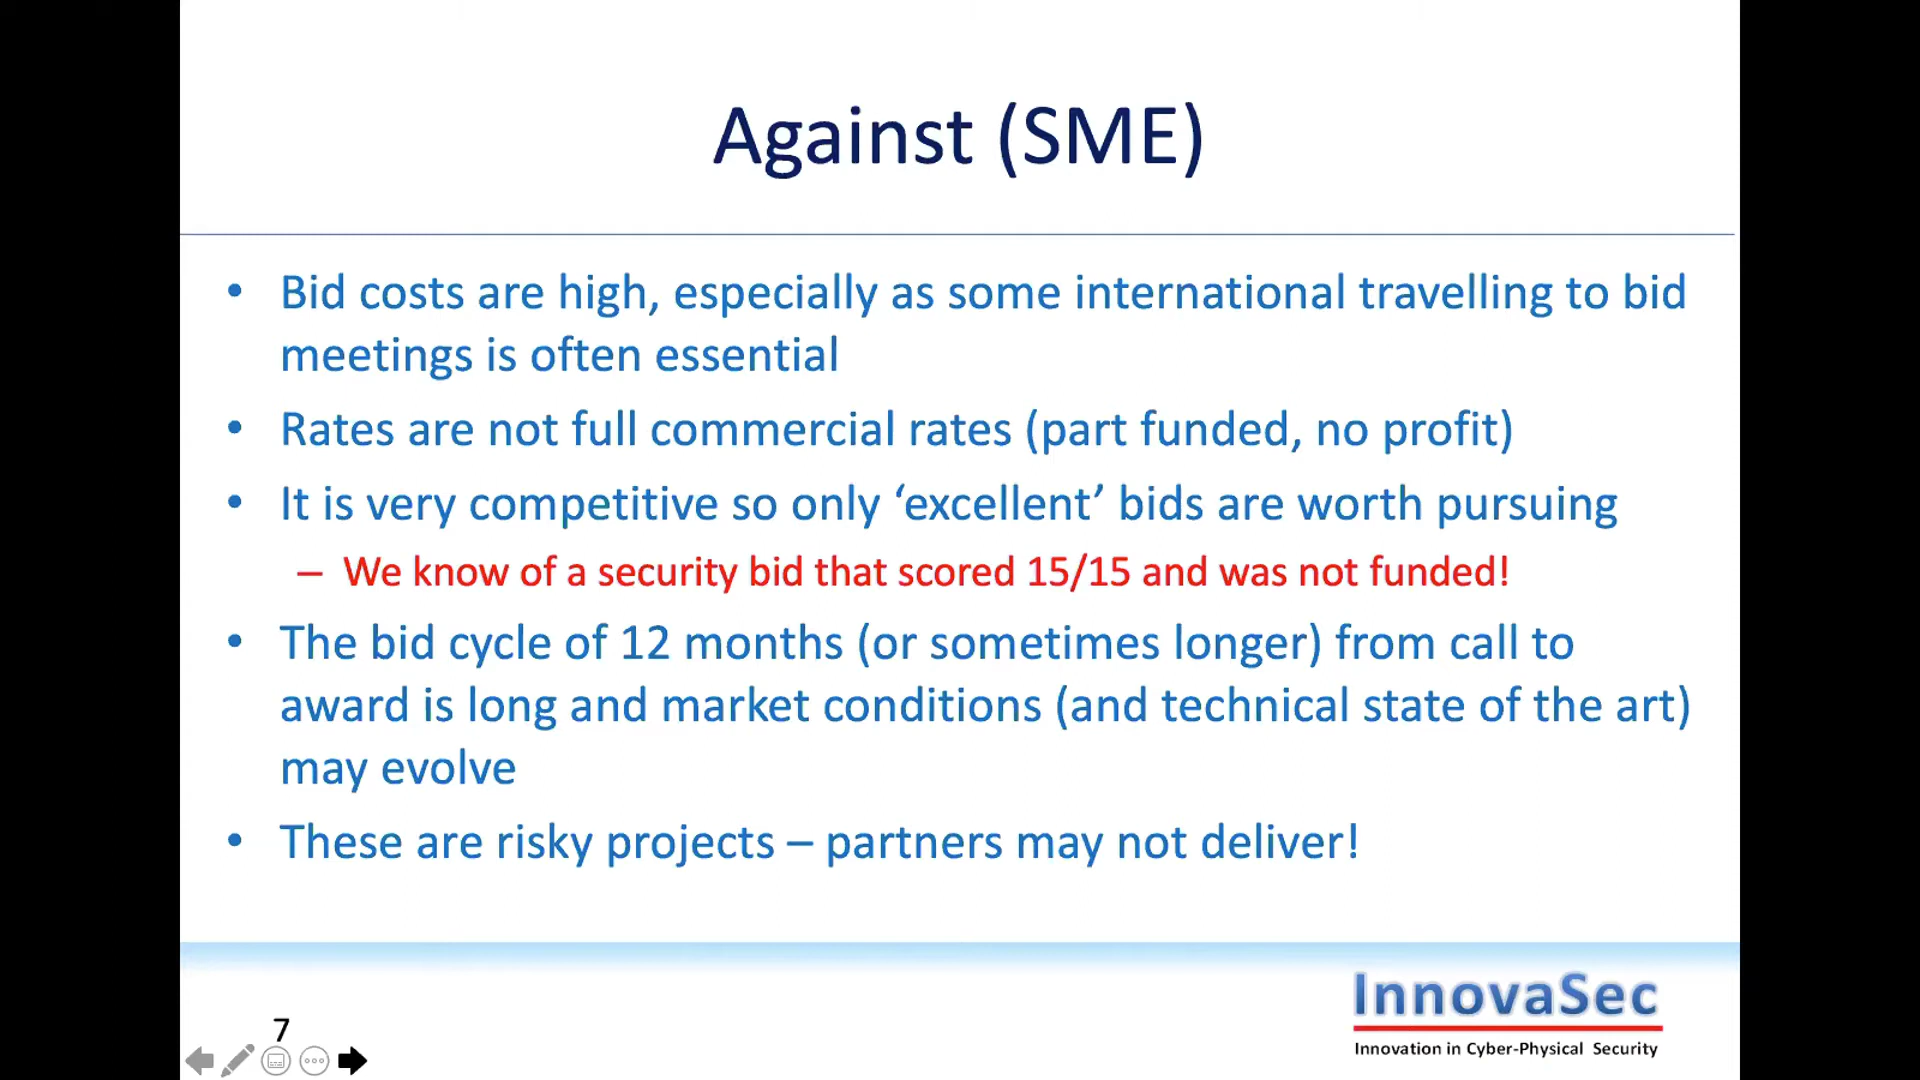 Against (SME)
• Bid costs are high, especially as some international travelling to bid
meetings is often essential
• Rates are not full commercial rates (part funded, no profit)
• It is very competitive so only ‘excellent’ bids are worth pursuing
– We know of a security bid that scored 15/15 and was not funded!
• The bid cycle of 12 months (or sometimes longer) from call to
award is long and market conditions (and technical state of the art)
may evolve
• These are risky projects – partners may not deliver!
InnovaSec
Innovation in Cyber-Physical Security
7